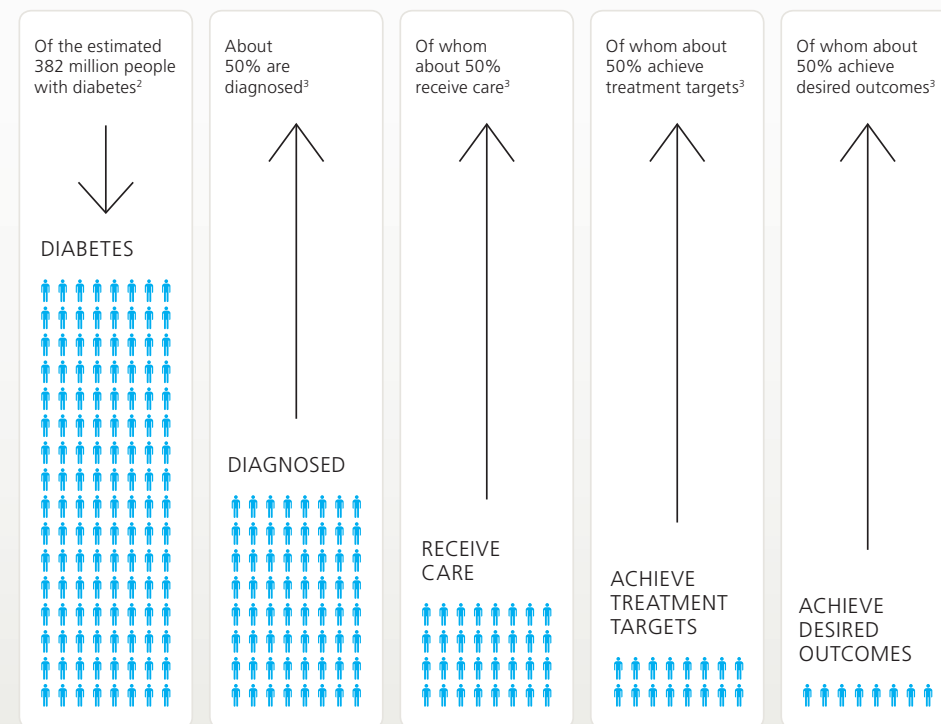 Of the estimated
382 million people
with diabetes²
DIABETES
About
50% are
diagnosed³
DIAGNOSED
Of whom
about 50%
receive care³
RECEIVE
CARE
Of whom about
50% achieve
treatment targets³
ACHIEVE
TREATMENT
TARGETS
Of whom about
50% achieve
desired outcomes³
ACHIEVE
DESIRED
OUTCOMES